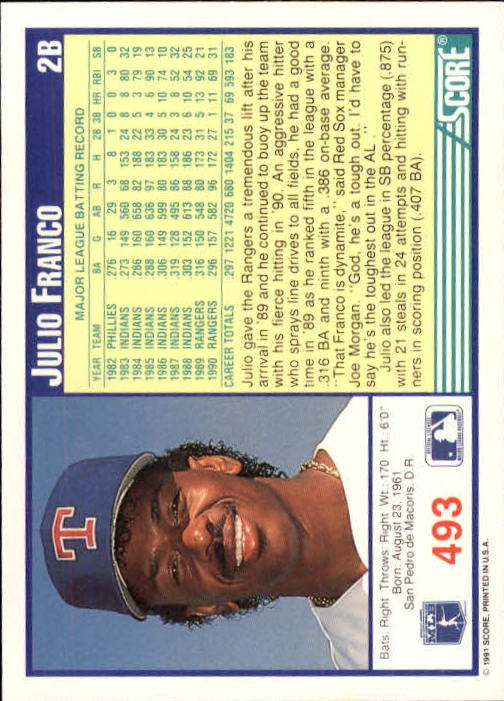 JULIO FRANCO 2B
MAJOR LEAGUE BATTING RECORD
YEAR TEAM BA G AB R H 2B 3B HR RBI SB
1982 PHILLIES .276 16 29 3 8 1 0 0 3 0
1983 INDIANS .273 149 560 68 153 24 8 8 80 32
1984 INDIANS .286 160 658 82 188 22 5 3 79 19
1985 INDIANS .288 160 636 97 183 33 4 6 90 13
1986 INDIANS .306 149 599 80 183 30 5 10 74 10
1987 INDIANS .319 128 495 86 158 24 3 8 52 32
1988 INDIANS .303 152 613 88 186 23 6 10 54 25
1989 RANGERS .316 150 548 80 173 31 5 13 92 21
1990 RANGERS .296 157 582 96 172 27 1 11 69 31
CAREER TOTALS .297 1221 4720 680 1404 215 37 69 593 183
Julio gave the Rangers a tremendous lift after his
arrival in '89 and he continued to buoy up the team
with his fierce hitting in '90. An aggressive hitter
who sprays line drives to all fields, he had a good
time in '89 as he ranked fifth in the league with a
.316 BA and ninth with a .386 on-base average.
"That Franco is dynamite," said Red Sox manager
Joe Morgan. "God, he's a tough out. I'd have to
say he's the toughest out in the AL."
Julio also led the league in SB percentage (.875)
with 21 steals in 24 attempts and hitting with run-
ners in scoring position (.407 BA).
SCORE
T
Bats: Right Throws: Right Wt.: 170 Ht.: 6'0"
Born: August 23, 1961
San Pedro de Macoris, D.R.
493
© 1991 SCORE, PRINTED IN U.S.A.